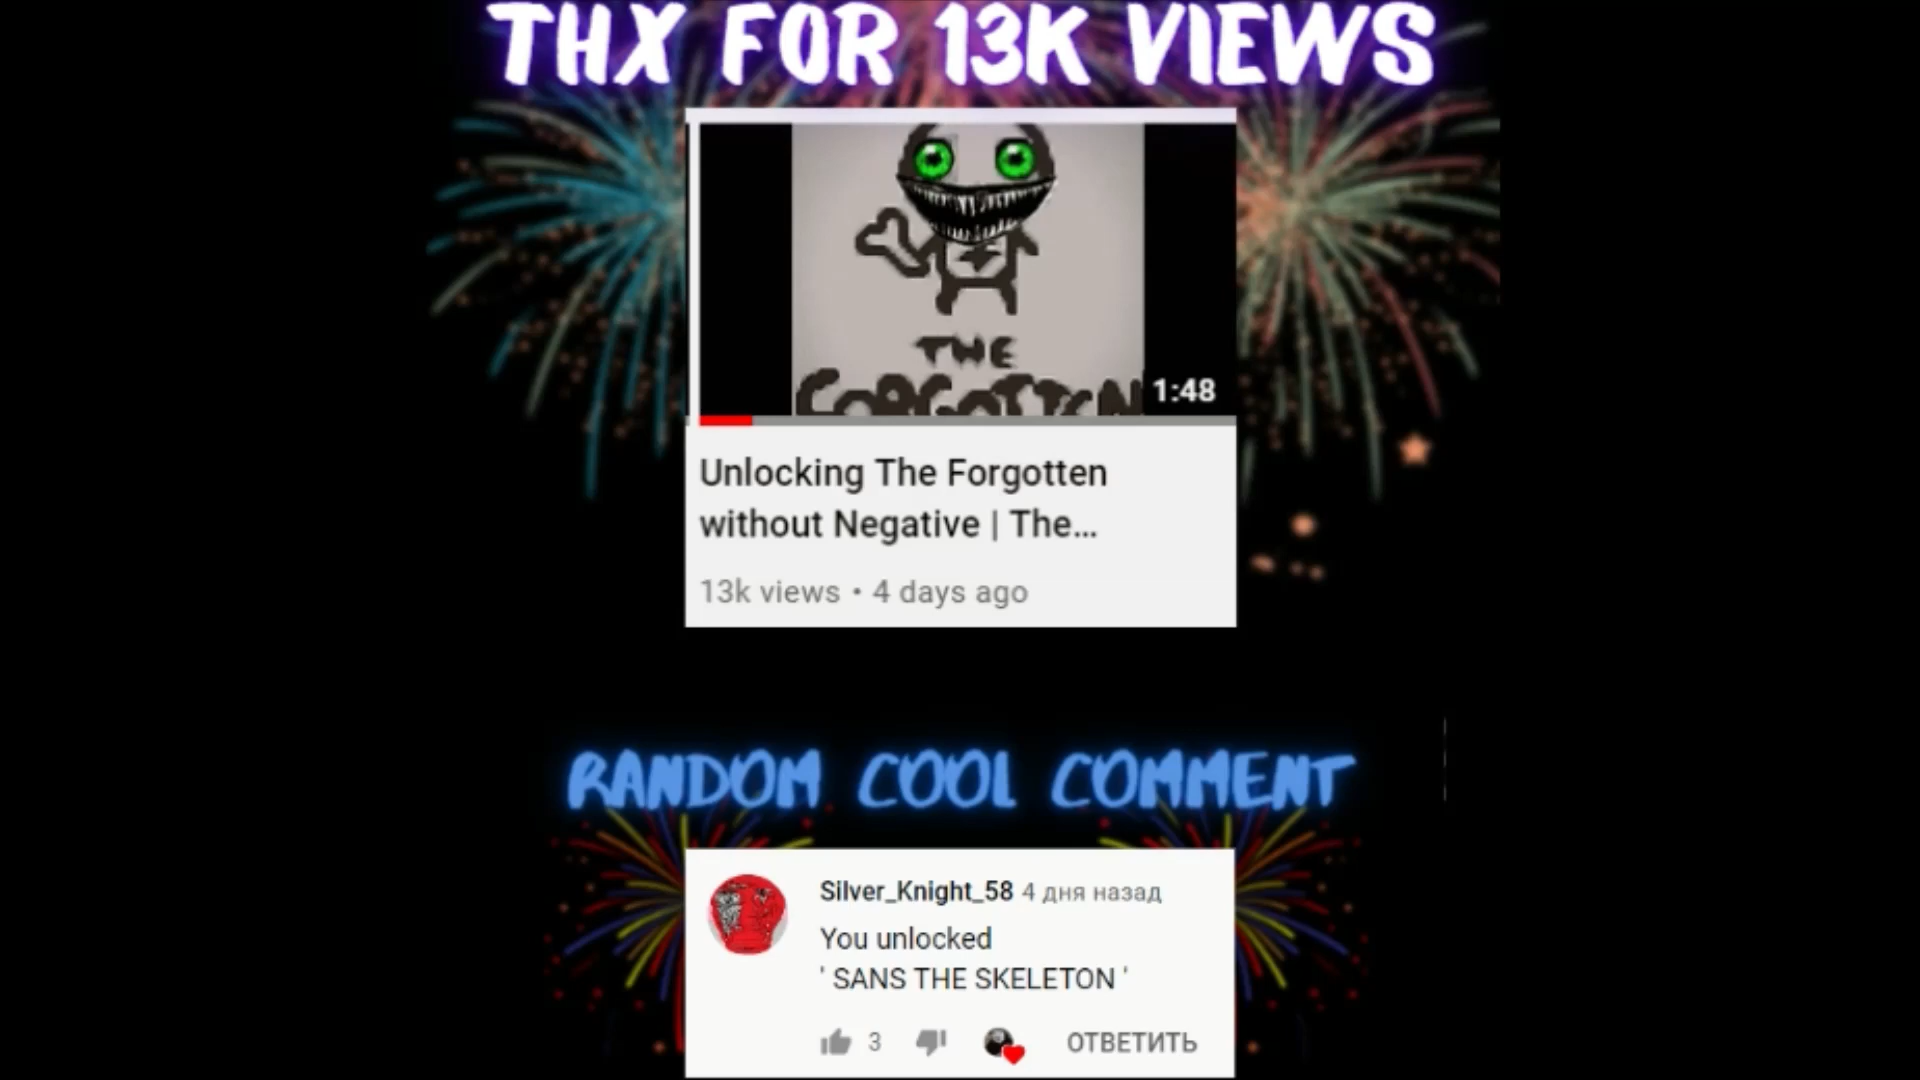 THX FOR 13K VIEWS
THE
FORGOTTEN
1:48
Unlocking The Forgotten
without Negative | The...
13k views • 4 days ago
RANDOM COOL COMMENT
Silver_Knight_58 4 дня назад
You unlocked
' SANS THE SKELETON '
3 ОТВЕТИТЬ